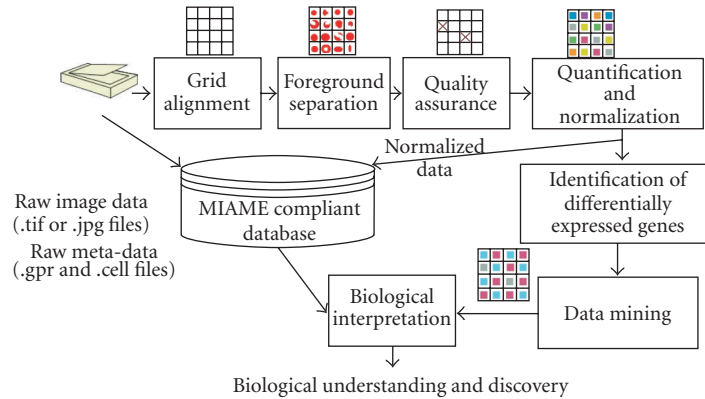 Grid
alignment
Foreground
separation
Quality
assurance
Quantification
and
normalization
Normalized
data
Raw image data
(.tif or .jpg files)
Raw meta-data
(.gpr and .cell files)
MIAME compliant
database
Identification of
differentially
expressed genes
Biological
interpretation
Data mining
Biological understanding and discovery